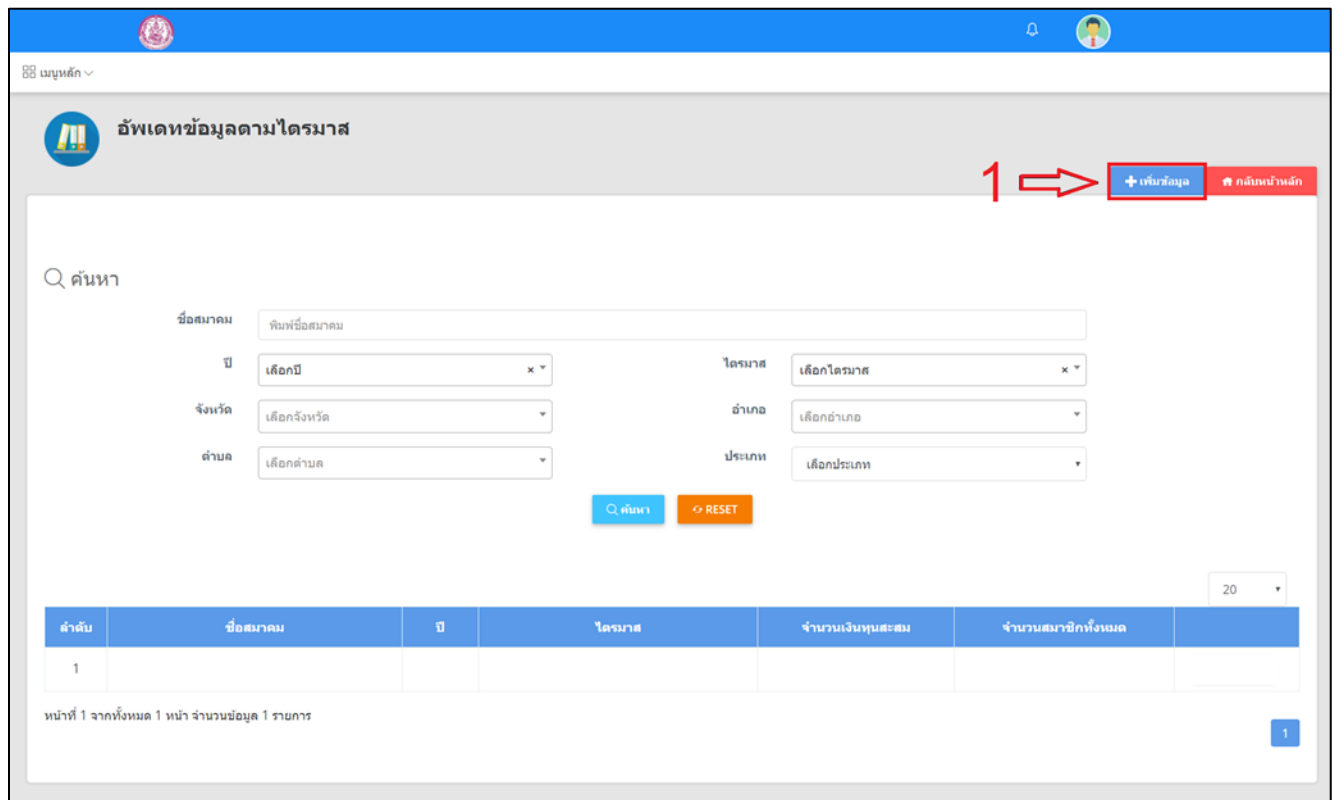 เมนูหลัก
อัพเดทข้อมูลตามไตรมาส
1
เพิ่มข้อมูล กลับหน้าหลัก
ค้นหา
ชื่อสมาคม พิมพ์ชื่อสมาคม
ปี เลือกปี × ไตรมาส เลือกไตรมาส ×
จังหวัด เลือกจังหวัด อำเภอ เลือกอำเภอ
ตำบล เลือกตำบล ประเภท เลือกประเภท
ค้นหา RESET
20
ลำดับ ชื่อสมาคม ปี ไตรมาส จำนวนเงินทุนสะสม จำนวนสมาชิกทั้งหมด
1
หน้าที่ 1 จากทั้งหมด 1 หน้า จำนวนข้อมูล 1 รายการ
1